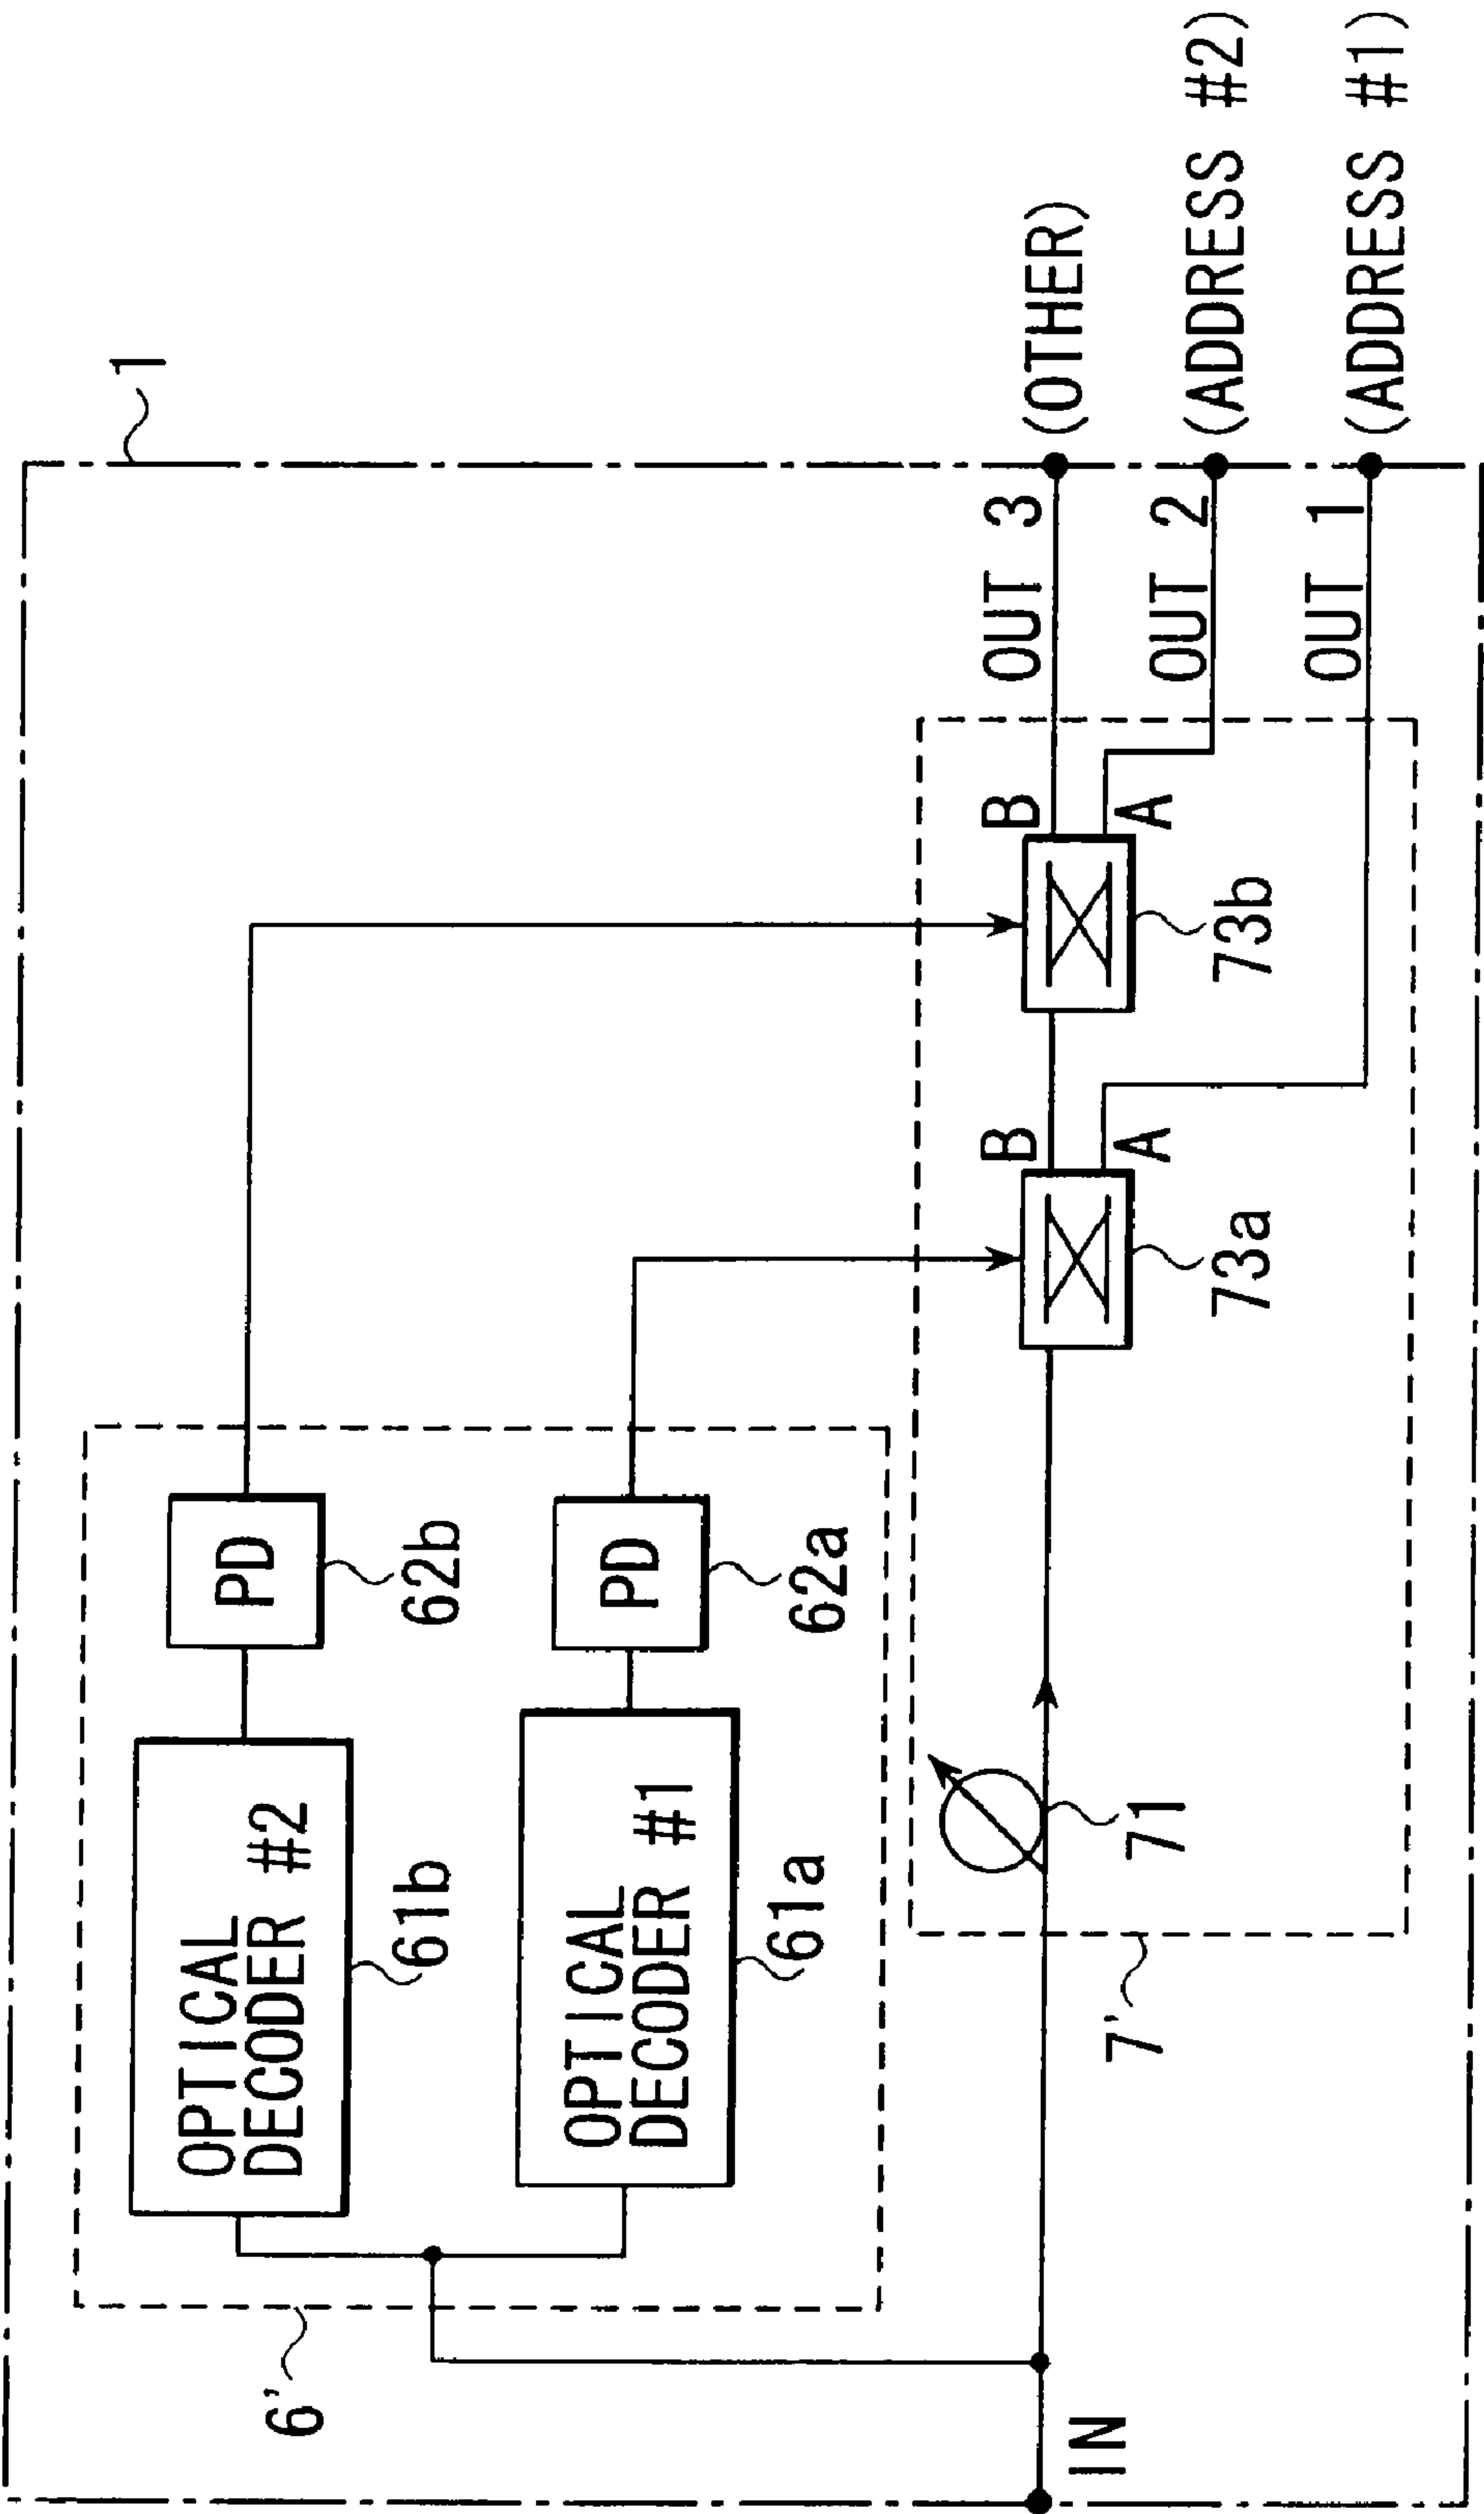 1
OPTICAL
DECODER #2
61b
PD
62b
OPTICAL
DECODER #1
61a
PD
62a
6'
B
A
73b
B
A
73a
71
7'
IN
OUT 3
(OTHER)
OUT 2
(ADDRESS #2)
OUT 1
(ADDRESS #1)